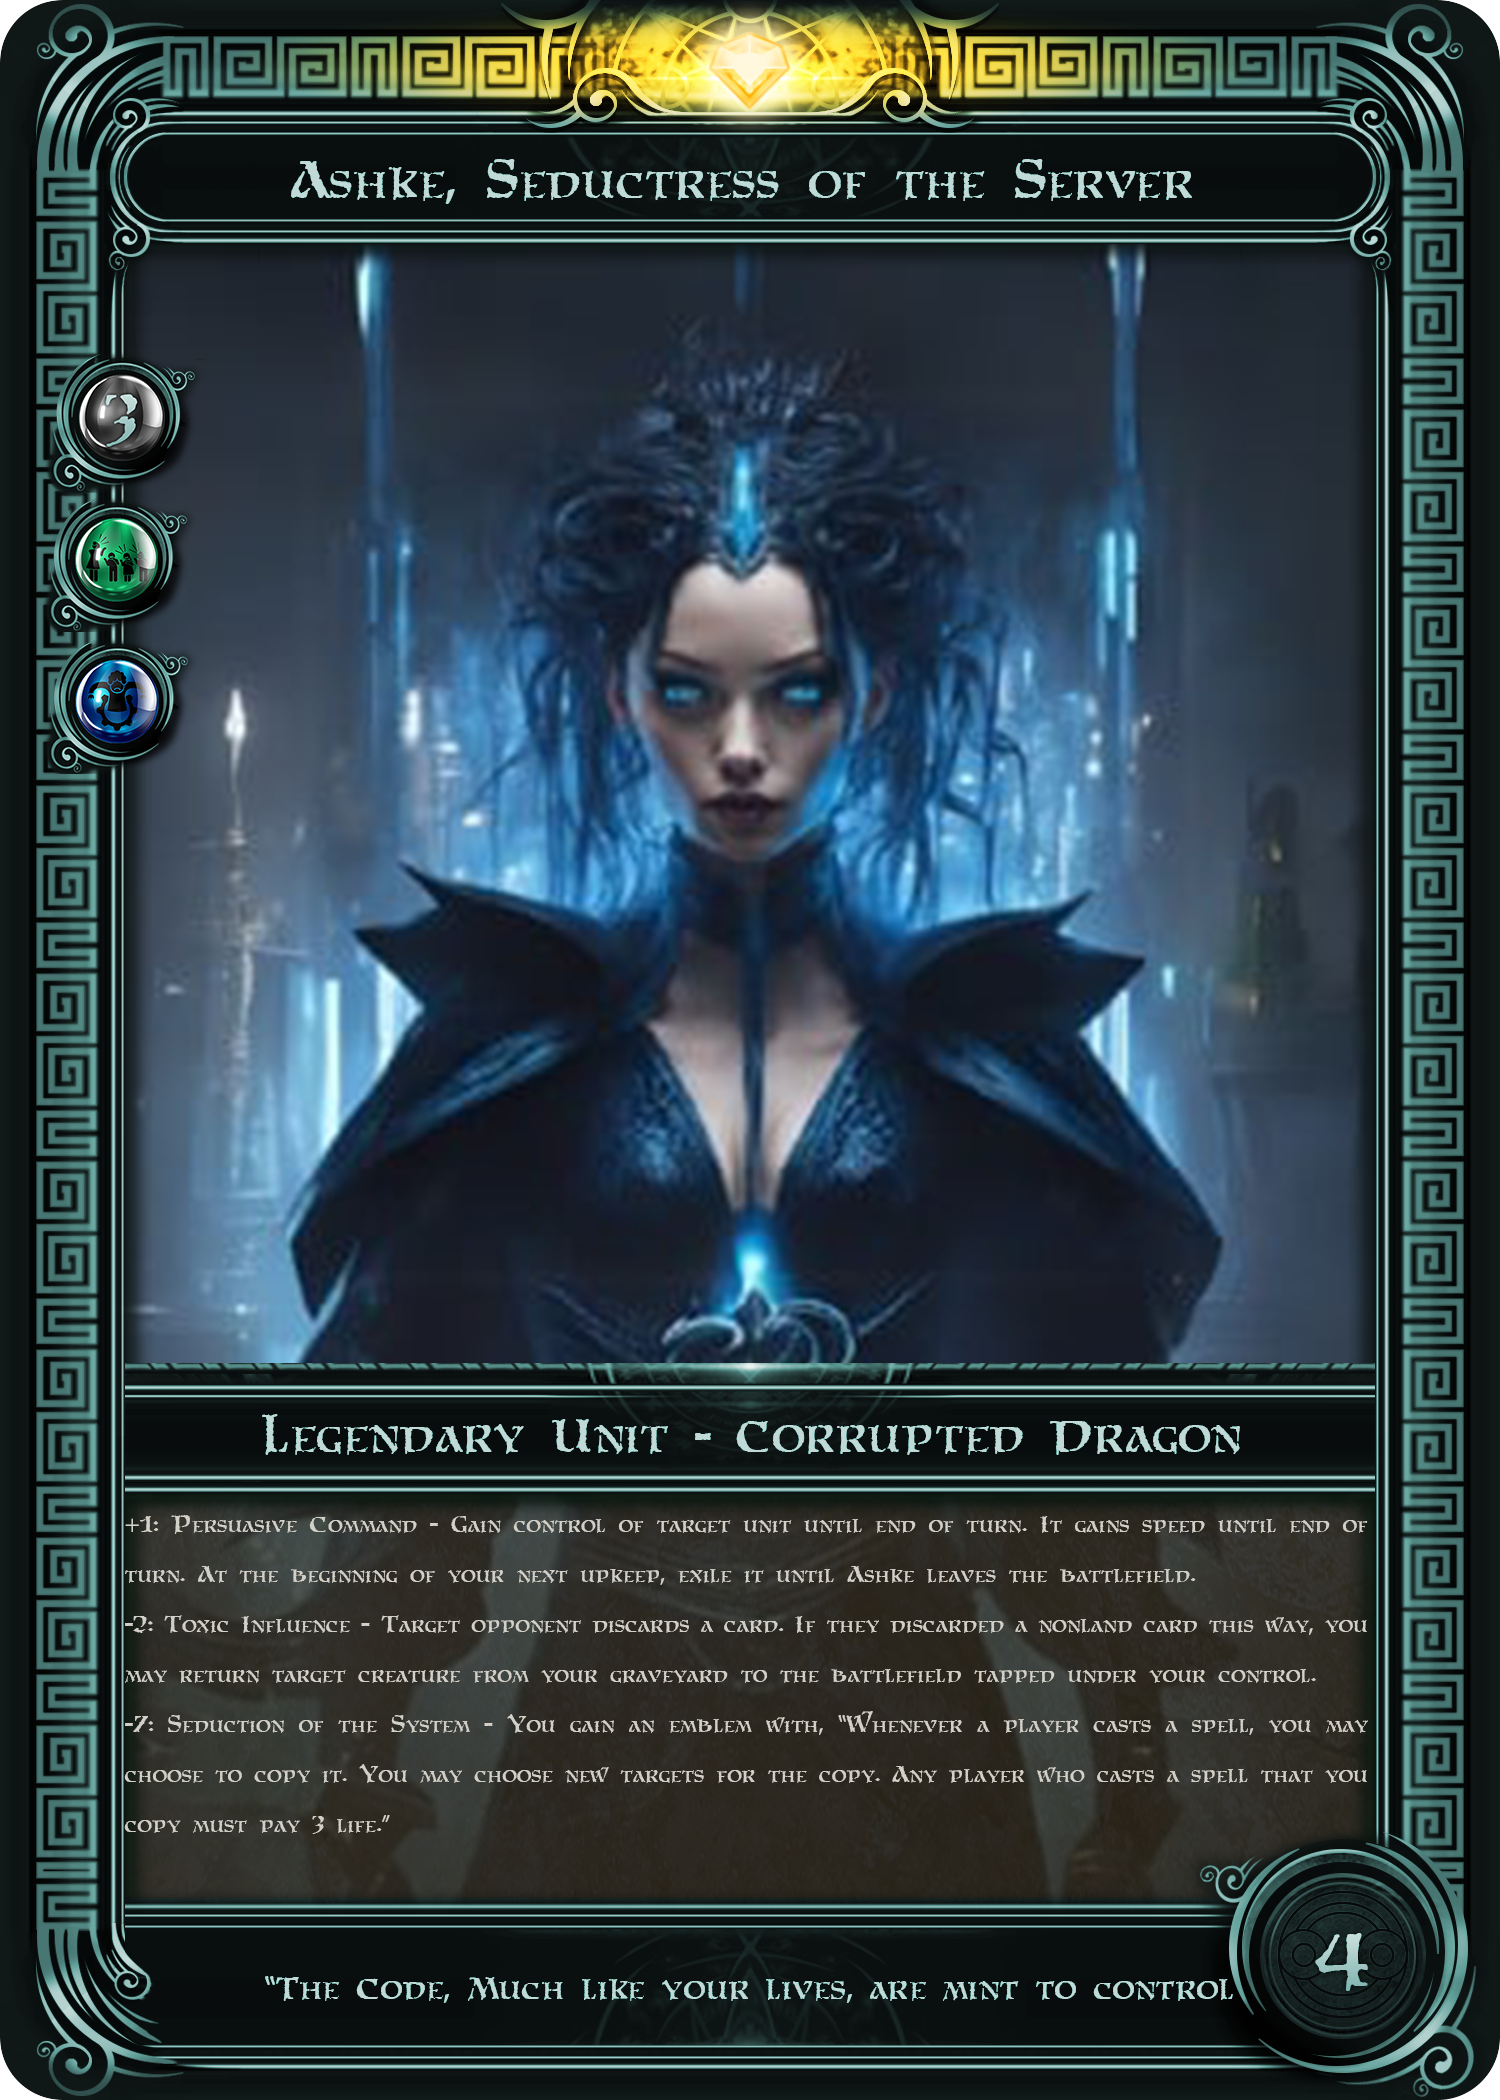 Ashke, Seductress of the Server
3
Legendary Unit - Corrupted Dragon
+1: Persuasive Command - Gain control of target unit until end of turn. It gains speed until end of
turn. At the beginning of your next upkeep, exile it until Ashke leaves the battlefield.
-2: Toxic Influence - Target opponent discards a card. If they discarded a nonland card this way, you
may return target creature from your graveyard to the battlefield tapped under your control.
-7: Seduction of the System - You gain an emblem with, "Whenever a player casts a spell, you may
choose to copy it. You may choose new targets for the copy. Any player who casts a spell that you
copy must pay 3 life."
"The Code, Much like your lives, are mint to control
4